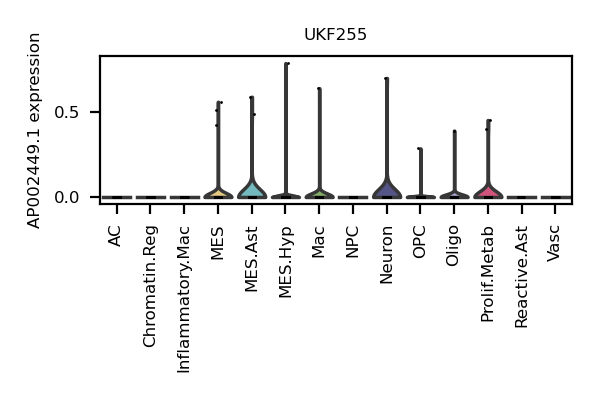 UKF255
AP002449.1 expression
0.5
0.0
AC
Chromatin.Reg
Inflammatory.Mac
MES
MES.Ast
MES.Hyp
Mac
NPC
Neuron
OPC
Oligo
Prolif.Metab
Reactive.Ast
Vasc